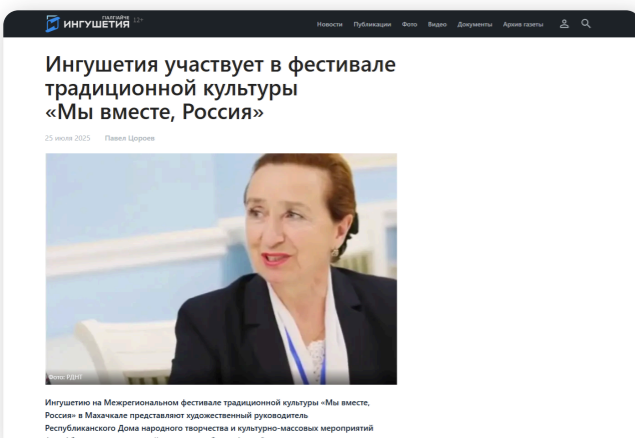 ГӀАЛГӀАЙЧЕ
ИНГУШЕТИЯ 12+
Новости Публикации Фото Видео Документы Архив газеты
Ингушетия участвует в фестивале
традиционной культуры
«Мы вместе, Россия»
25 июля 2025 Павел Цороев
Фото: РДНТ
Ингушетию на Межрегиональном фестивале традиционной культуры «Мы вместе,
Россия» в Махачкале представляют художественный руководитель
Республиканского Дома народного творчества и культурно-массовых мероприятий